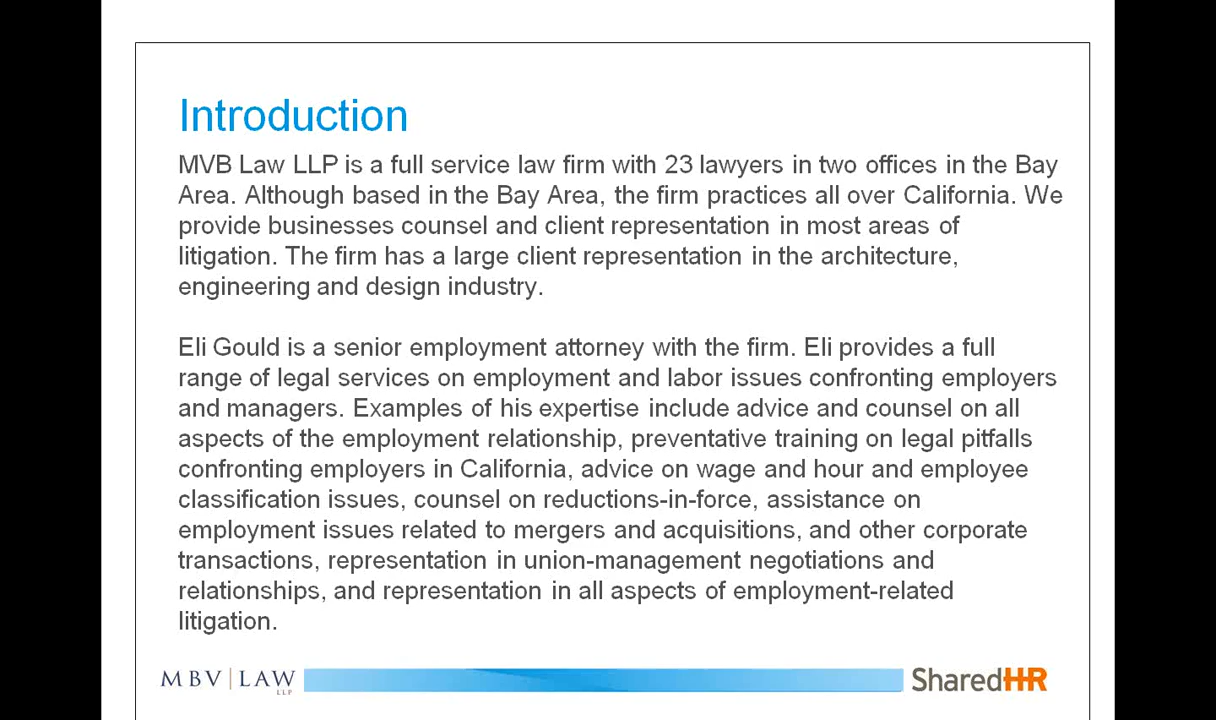 Introduction
MVB Law LLP is a full service law firm with 23 lawyers in two offices in the Bay
Area. Although based in the Bay Area, the firm practices all over California. We
provide businesses counsel and client representation in most areas of
litigation. The firm has a large client representation in the architecture,
engineering and design industry.
Eli Gould is a senior employment attorney with the firm. Eli provides a full
range of legal services on employment and labor issues confronting employers
and managers. Examples of his expertise include advice and counsel on all
aspects of the employment relationship, preventative training on legal pitfalls
confronting employers in California, advice on wage and hour and employee
classification issues, counsel on reductions-in-force, assistance on
employment issues related to mergers and acquisitions, and other corporate
transactions, representation in union-management negotiations and
relationships, and representation in all aspects of employment-related
litigation.
MBV | LAW
LLP
SharedHR